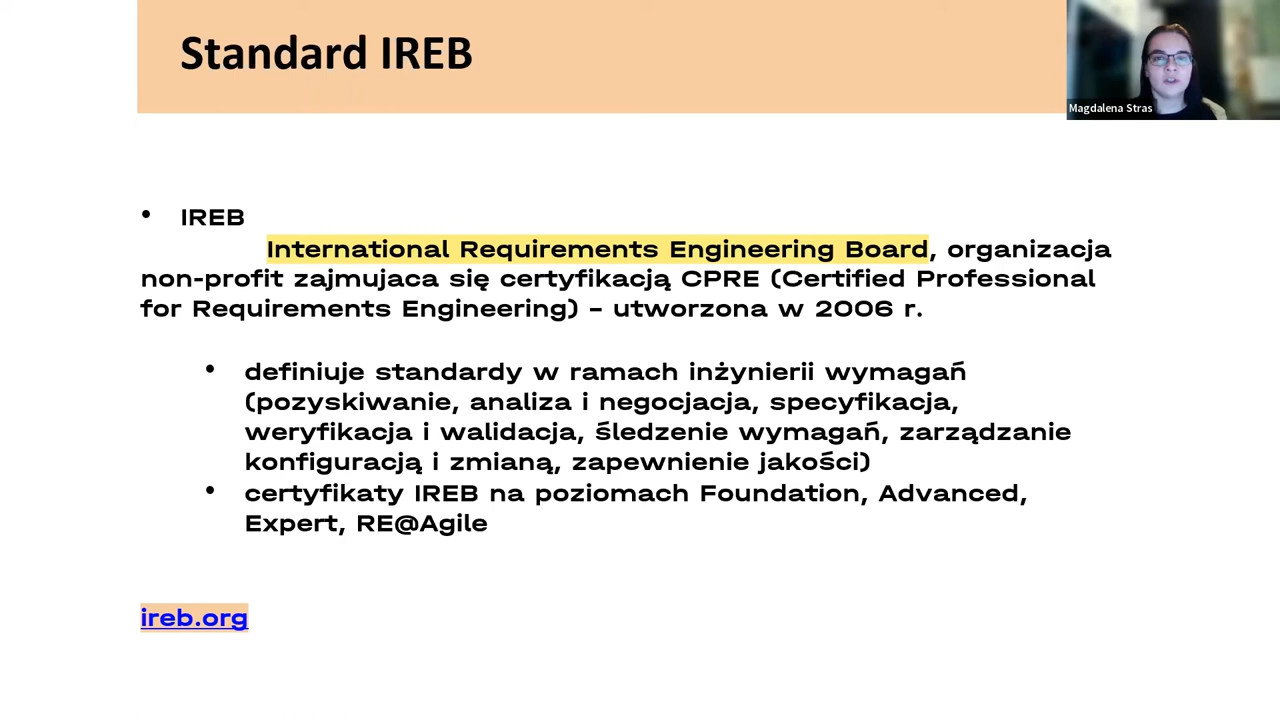 Standard IREB
Magdalena Stras
• IREB
International Requirements Engineering Board, organizacja
non-profit zajmujaca się certyfikacją CPRE (Certified Professional
for Requirements Engineering) – utworzona w 2006 r.
• definiuje standardy w ramach inżynierii wymagań
(pozyskiwanie, analiza i negocjacja, specyfikacja,
weryfikacja i walidacja, śledzenie wymagań, zarządzanie
konfiguracją i zmianą, zapewnienie jakości)
• certyfikaty IREB na poziomach Foundation, Advanced,
Expert, RE@Agile
ireb.org